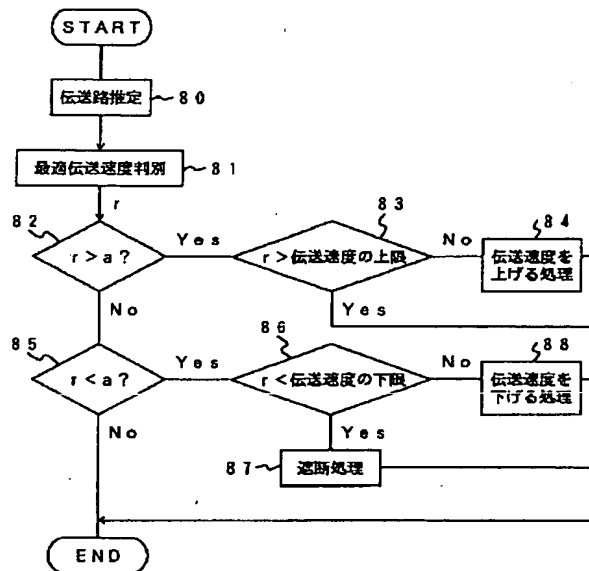 START
伝送路推定
80
最適伝送速度判別
81
r
82
r>a?
Yes
83
r>伝送速度の上限
No
84
伝送速度を
上げる処理
No
Yes
85
r<a?
Yes
86
r<伝送速度の下限
No
88
伝送速度を
下げる処理
No
Yes
87
遮断処理
END